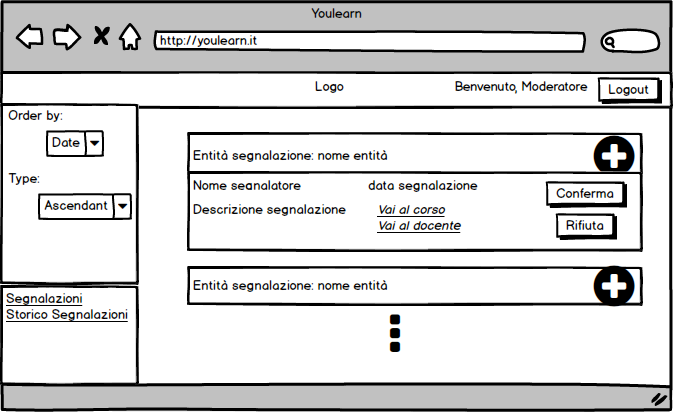 Youlearn
http://youlearn.it
Logo
Benvenuto, Moderatore
Logout
Order by:
Date
Type:
Ascendant
Segnalazioni
Storico Segnalazioni
Entità segnalazione: nome entità
Nome segnalatore
data segnalazione
Conferma
Descrizione segnalazione
Vai al corso
Vai al docente
Rifiuta
Entità segnalazione: nome entità